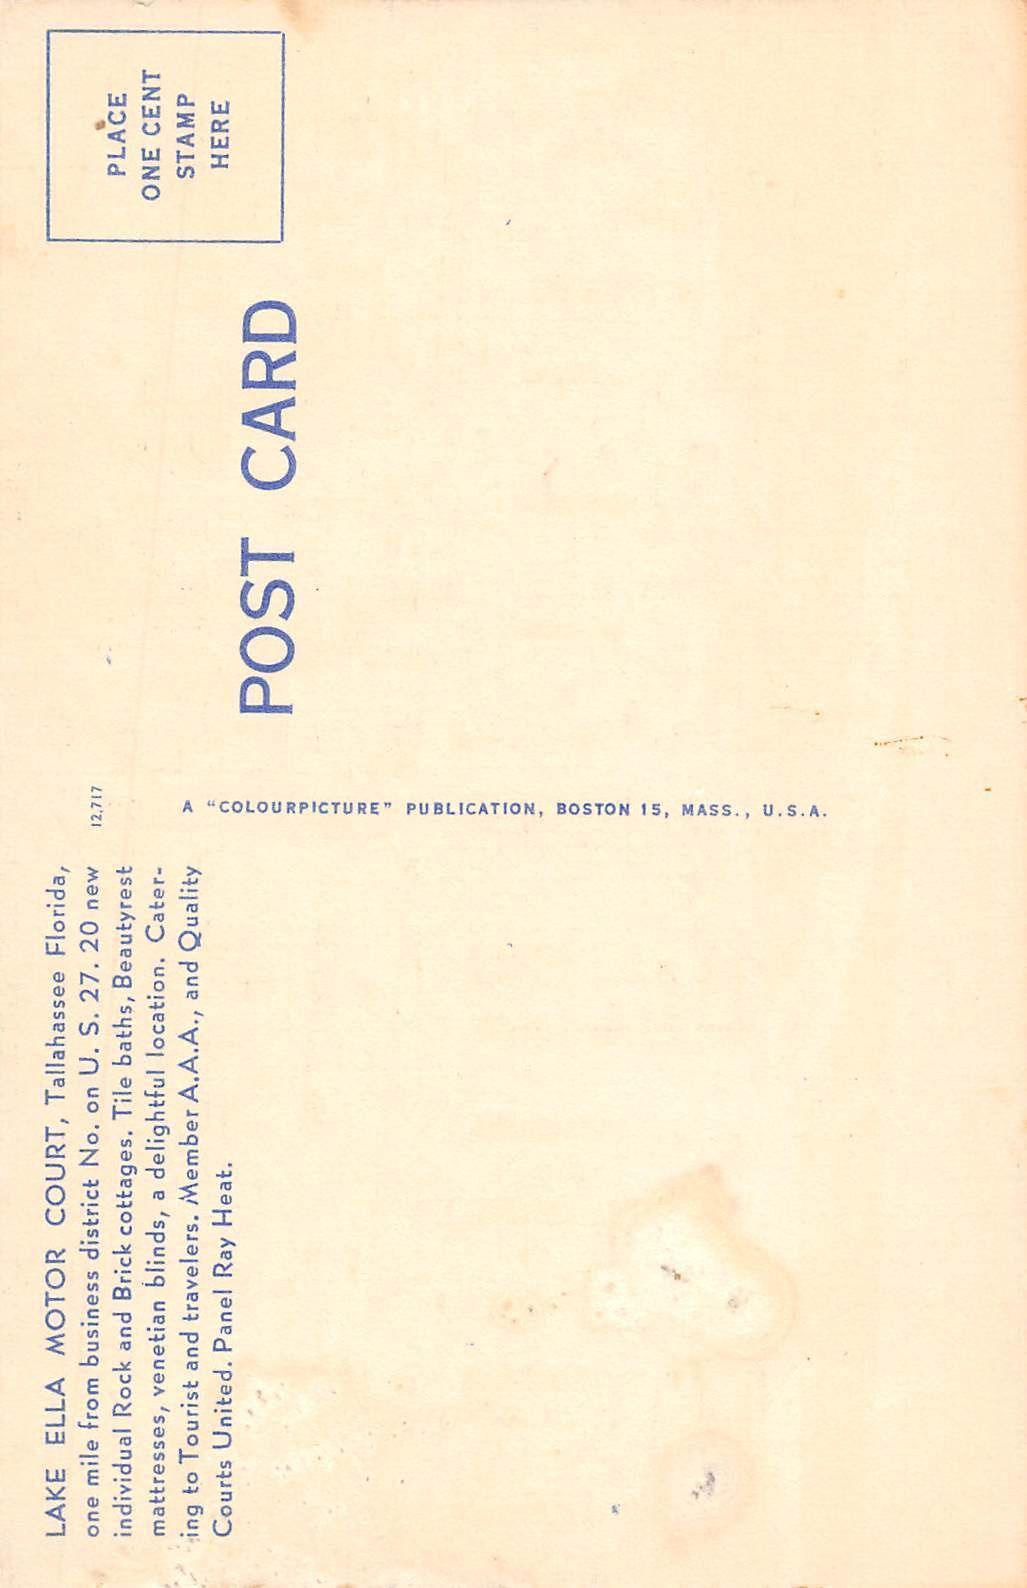 LAKE ELLA MOTOR COURT, Tallahassee Florida,
one mile from business district No. on U. S. 27. 20 new
individual Rock and Brick cottages. Tile baths, Beautyrest
mattresses, venetian blinds, a delightful location. Cater-
ing to Tourist and travelers. Member A.A.A., and Quality
Courts United. Panel Ray Heat.
12,717
A "COLOURPICTURE" PUBLICATION, BOSTON 15, MASS., U.S.A.
POST CARD
PLACE
ONE CENT
STAMP
HERE